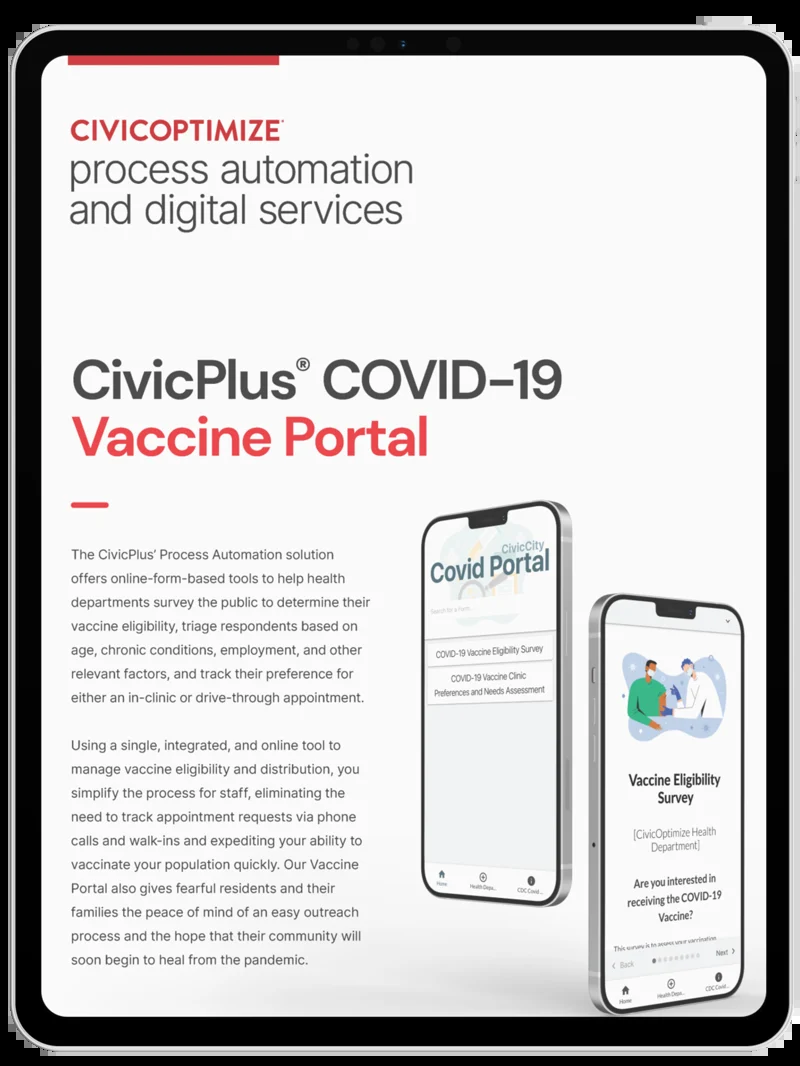 CIVICOPTIMIZE
process automation
and digital services
CivicPlus® COVID-19
Vaccine Portal
The CivicPlus' Process Automation solution
offers online-form-based tools to help health
departments survey the public to determine their
vaccine eligibility, triage respondents based on
age, chronic conditions, employment, and other
relevant factors, and track their preference for
either an in-clinic or drive-through appointment.
Using a single, integrated, and online tool to
manage vaccine eligibility and distribution, you
simplify the process for staff, eliminating the
need to track appointment requests via phone
calls and walk-ins and expediting your ability to
vaccinate your population quickly. Our Vaccine
Portal also gives fearful residents and their
families the peace of mind of an easy outreach
process and the hope that their community will
soon begin to heal from the pandemic.
CivicCity
Covid Portal
Search for a Form...
COVID-19 Vaccine Eligibility Survey
COVID-19 Vaccine Clinic
Preferences and Needs Assessment
Home
Health Depa...
CDC Covid...
Vaccine Eligibility
Survey
[CivicOptimize Health
Department]
Are you interested in
receiving the COVID-19
Vaccine?
This survey is to assess your vaccination
Back
Next
Home
Health Depa...
CDC Covid...